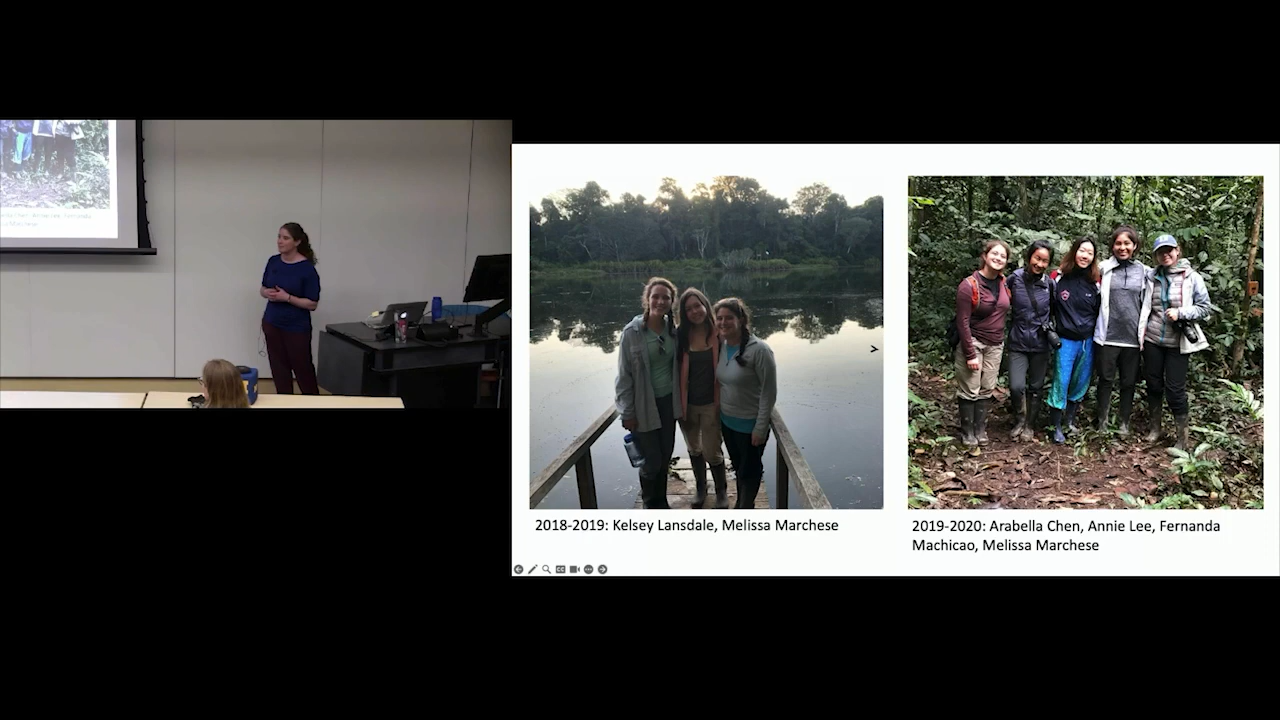 2018-2019: Kelsey Lansdale, Melissa Marchese
2019-2020: Arabella Chen, Annie Lee, Fernanda
Machicao, Melissa Marchese